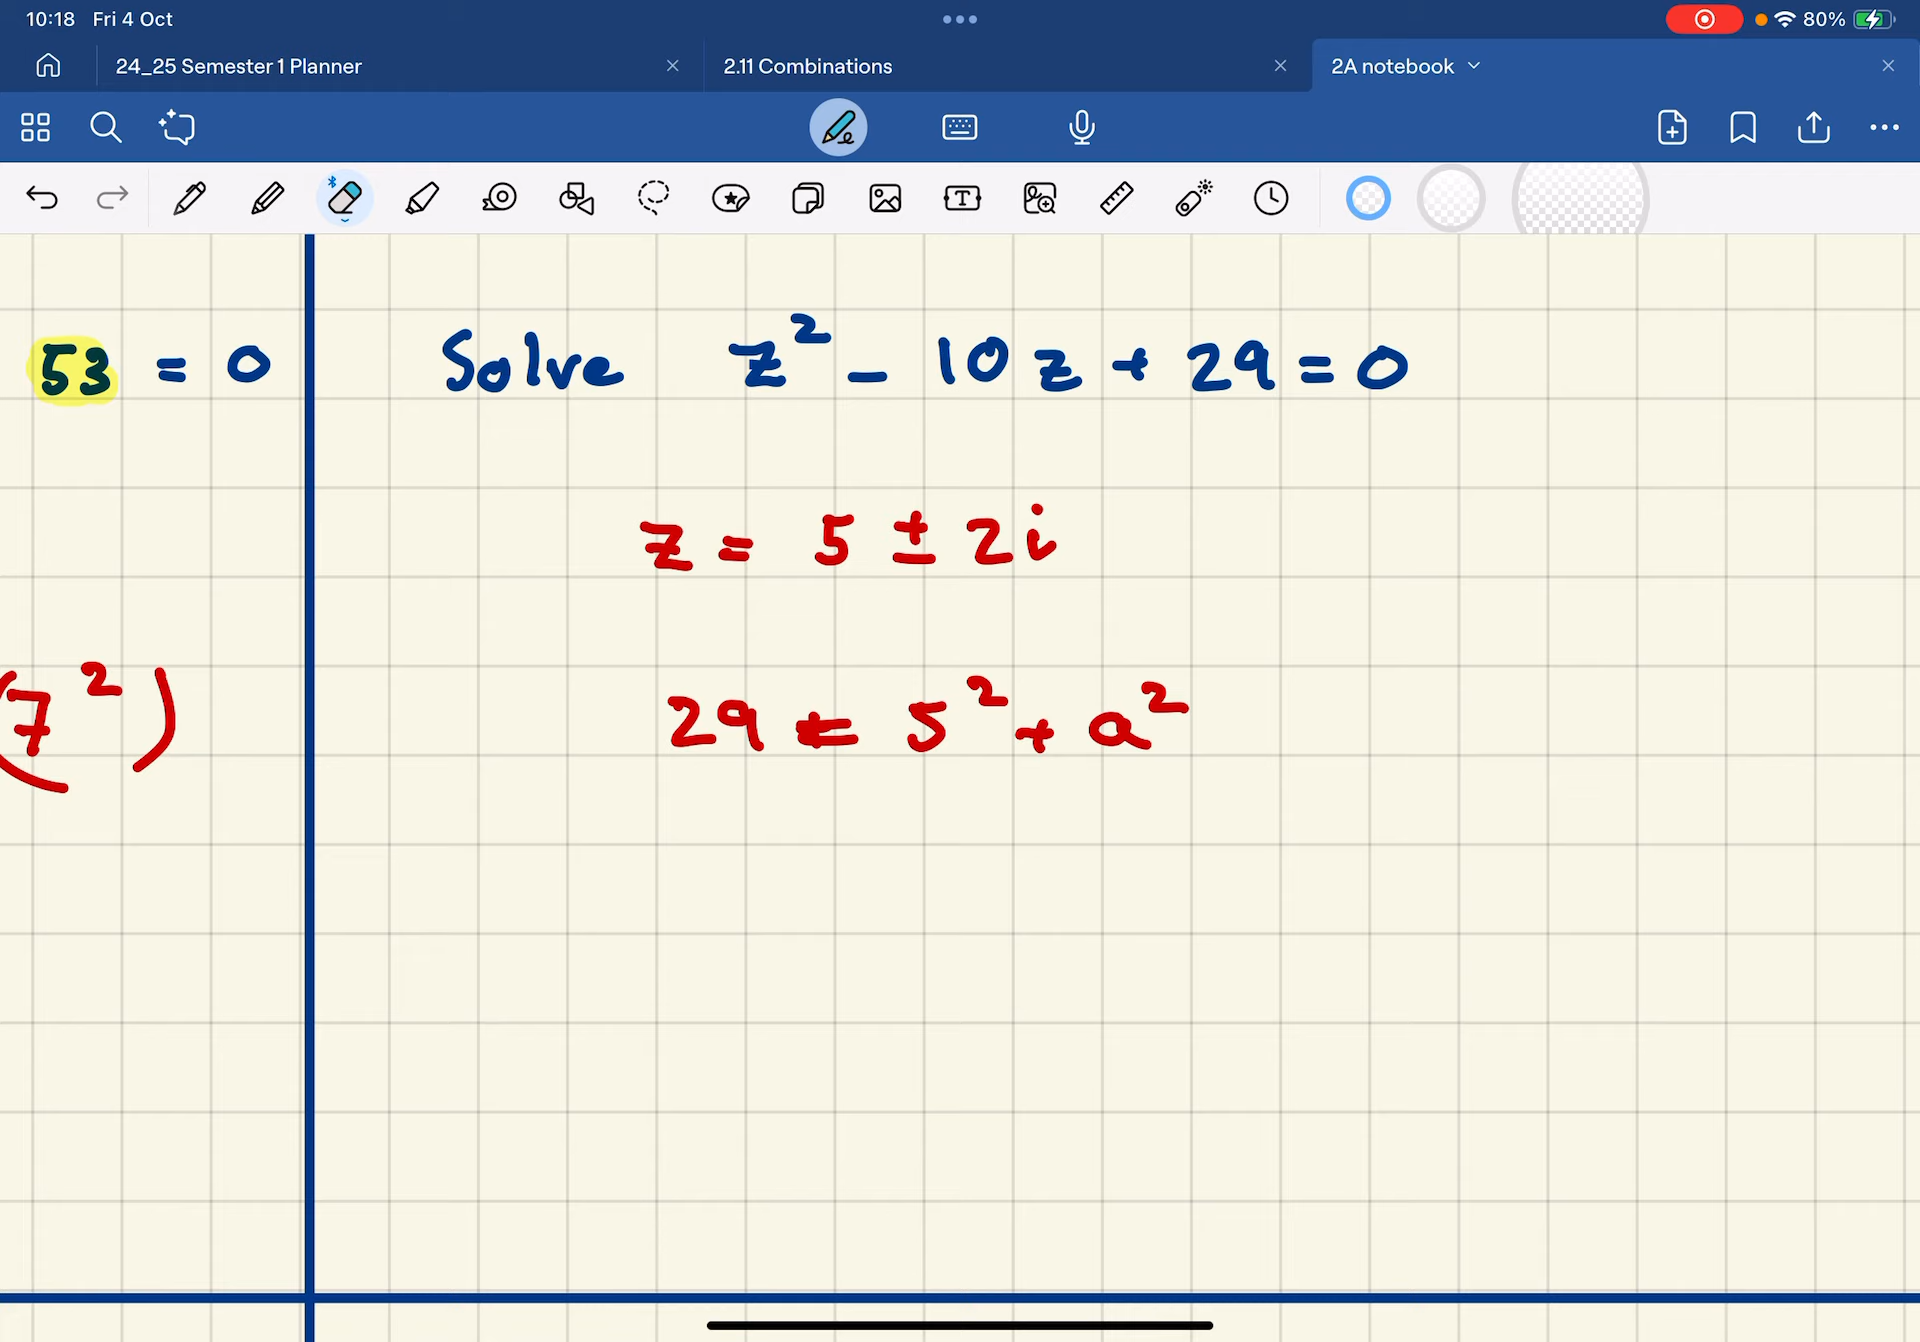 10:18 Fri 4 Oct 80%
24_25 Semester 1 Planner
2.11 Combinations
2A notebook
53 = 0
Solve z² - 10z + 29 = 0
z = 5 ± 2i
7²)
29 = 5² + a²